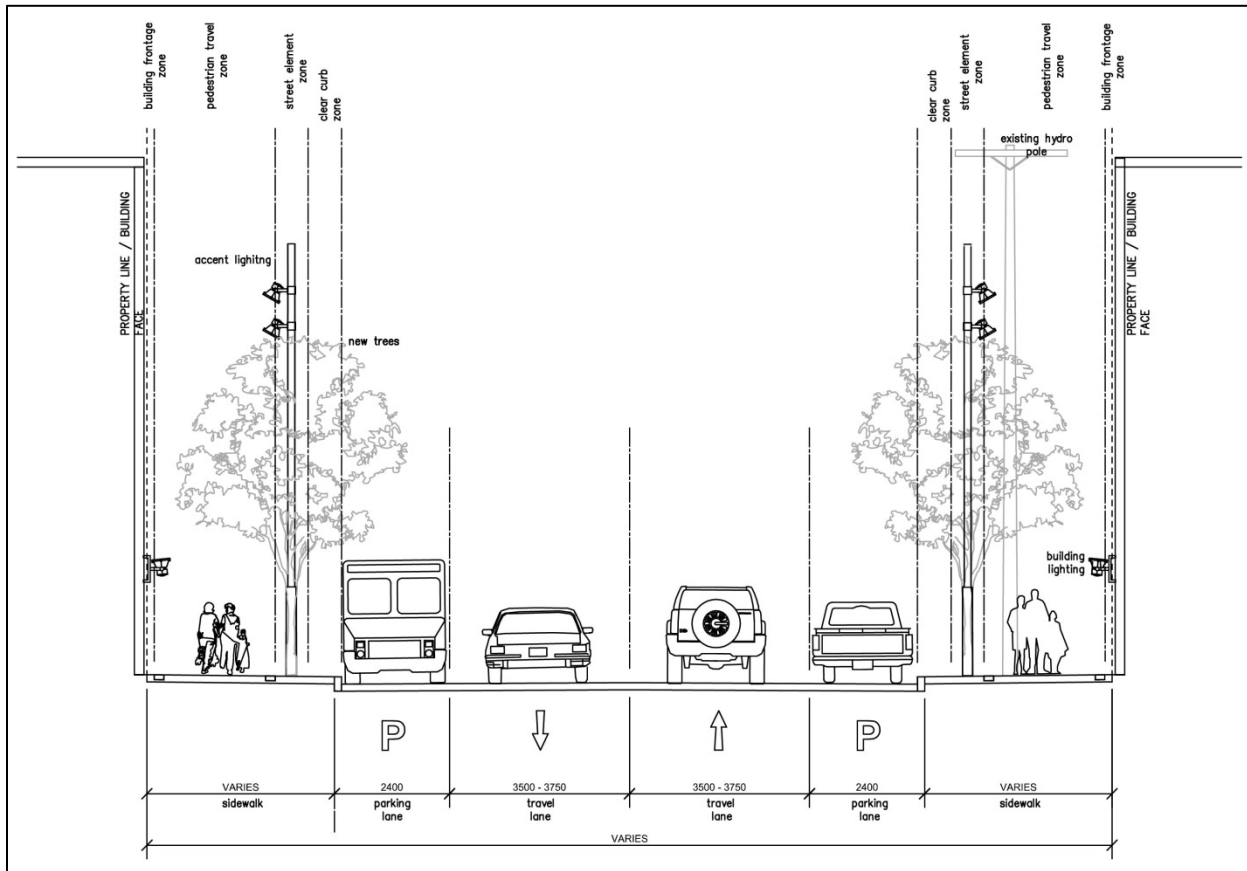 building frontage
zone
pedestrian travel
zone
street element
zone
clear curb
zone
clear curb
zone
street element
zone
pedestrian travel
zone
building frontage
zone
existing hydro
pole
PROPERTY LINE / BUILDING
FACE
PROPERTY LINE / BUILDING
FACE
accent lighitng
new trees
building
lighting
P
P
VARIES
2400
3500 - 3750
3500 - 3750
2400
VARIES
sidewalk
parking
lane
travel
lane
travel
lane
parking
lane
sidewalk
VARIES